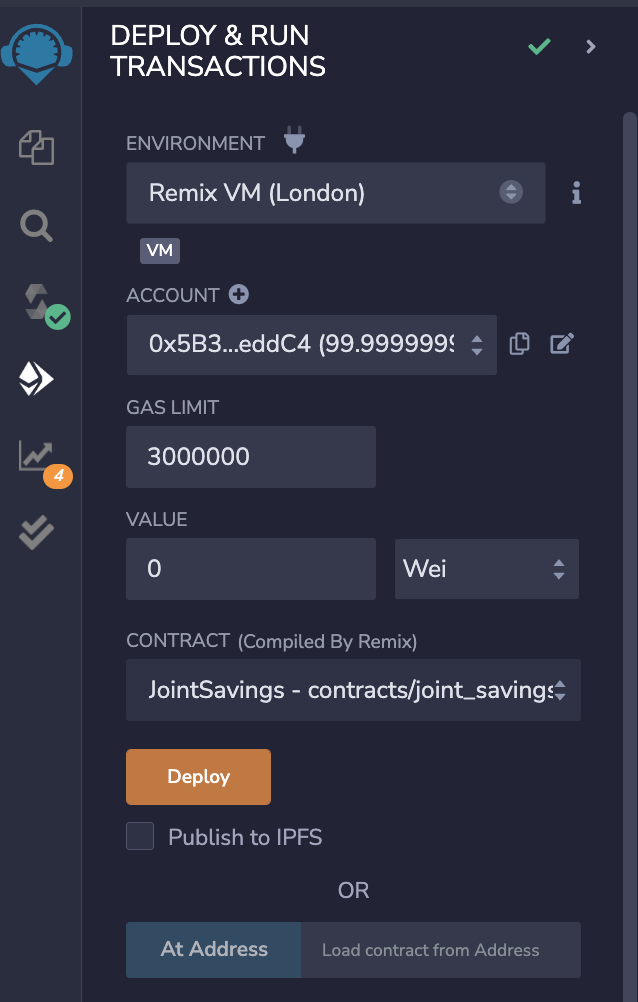 DEPLOY & RUN
TRANSACTIONS
ENVIRONMENT
Remix VM (London)
VM
ACCOUNT
0x5B3...eddC4 (99.9999999
GAS LIMIT
3000000
VALUE
0
Wei
4
CONTRACT (Compiled By Remix)
JointSavings - contracts/joint_savings
Deploy
Publish to IPFS
OR
At Address
Load contract from Address